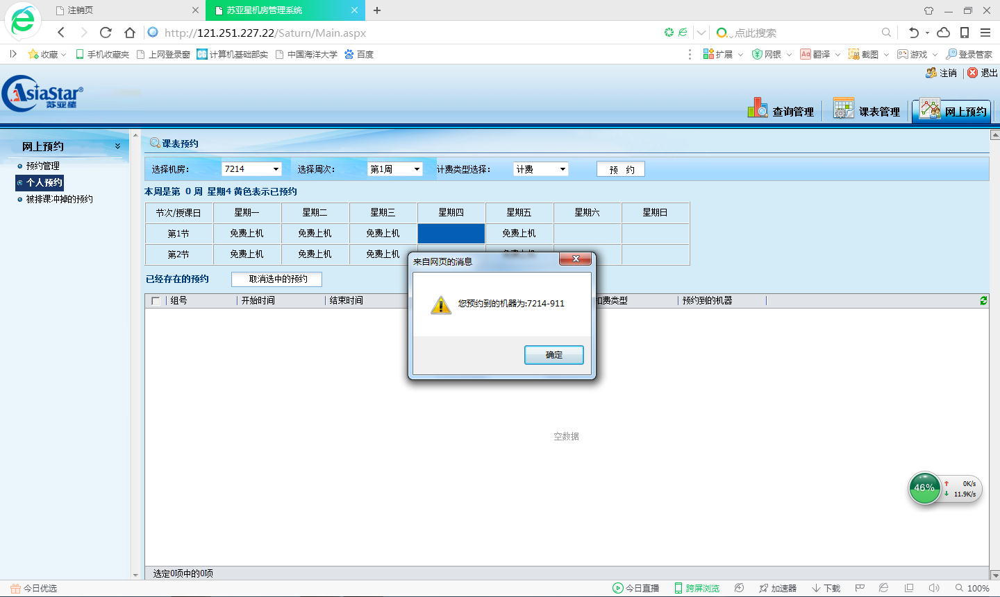 注销页
苏亚星机房管理系统
http://121.251.227.22/Saturn/Main.aspx
点此搜索
收藏
手机收藏夹
上网登录窗
计算机基础部实
中国海洋大学
百度
扩展
网银
翻译
截图
游戏
登录管家
AsiaStar
苏亚星
注销
退出
查询管理
课表管理
网上预约
网上预约
预约管理
个人预约
被排课冲掉的预约
课表预约
选择机房: 7214
选择周次: 第1周
计费类型选择: 计费
预 约
本周是第 0 周 星期4 黄色表示已预约
节次/授课日 星期一 星期二 星期三 星期四 星期五 星期六 星期日
第1节 免费上机 免费上机 免费上机 免费上机
第2节 免费上机 免费上机 免费上机
已经存在的预约
取消选中的预约
组号 开始时间 结束时间 扣费类型 预约到的机器
来自网页的消息
您预约到的机器为:7214-911
确定
空数据
46%
0K/s
11.9K/s
选定0项中的0项
今日优选
今日直播
跨屏浏览
加速器
下载
100%